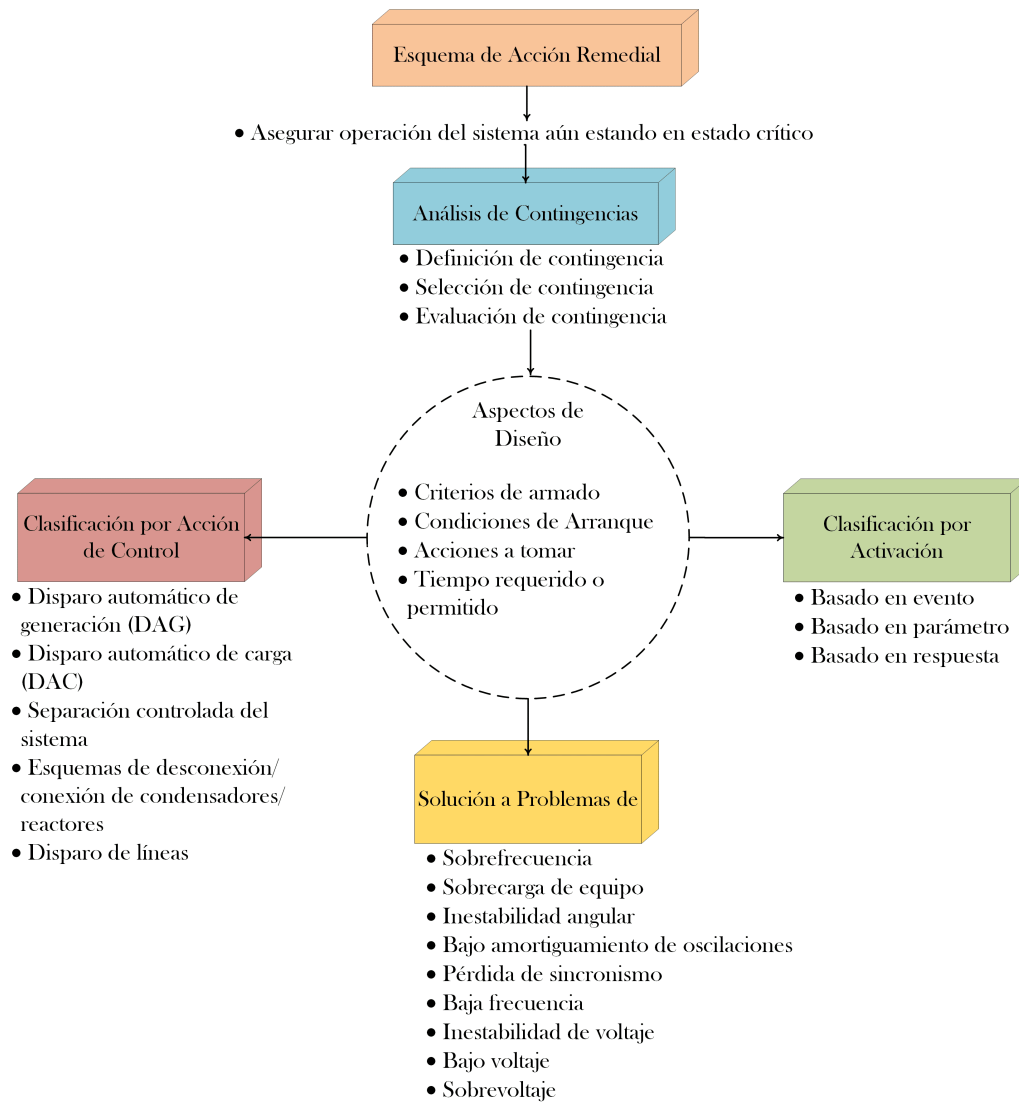 Esquema de Acción Remedial
• Asegurar operación del sistema aún estando en estado crítico
Análisis de Contingencias
• Definición de contingencia
• Selección de contingencia
• Evaluación de contingencia
Aspectos de
Diseño
• Criterios de armado
• Condiciones de Arranque
• Acciones a tomar
• Tiempo requerido o
permitido
Clasificación por Acción
de Control
• Disparo automático de
generación (DAG)
• Disparo automático de carga
(DAC)
• Separación controlada del
sistema
• Esquemas de desconexión/
conexión de condensadores/
reactores
• Disparo de líneas
Clasificación por
Activación
• Basado en evento
• Basado en parámetro
• Basado en respuesta
Solución a Problemas de
• Sobrefrecuencia
• Sobrecarga de equipo
• Inestabilidad angular
• Bajo amortiguamiento de oscilaciones
• Pérdida de sincronismo
• Baja frecuencia
• Inestabilidad de voltaje
• Bajo voltaje
• Sobrevoltaje